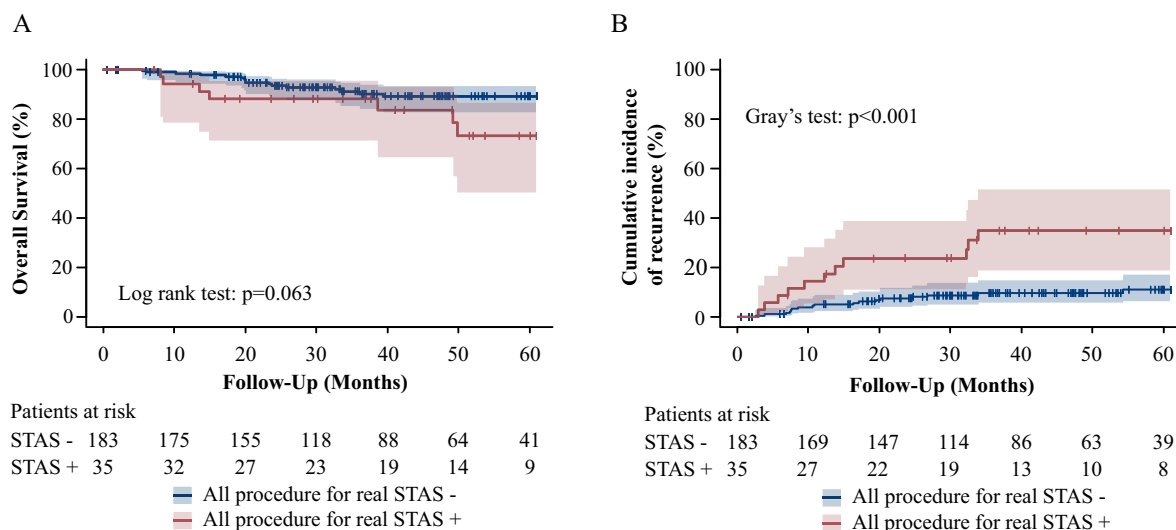 A
Overall Survival (%)
100
80
60
40
20
0
Log rank test: p=0.063
0 10 20 30 40 50 60
Follow-Up (Months)
Patients at risk
STAS - 183 175 155 118 88 64 41
STAS + 35 32 27 23 19 14 9
All procedure for real STAS -
All procedure for real STAS +
B
Cumulative incidence
of recurrence (%)
100
80
60
40
20
0
Gray's test: p<0.001
0 10 20 30 40 50 60
Follow-Up (Months)
Patients at risk
STAS - 183 169 147 114 86 63 39
STAS + 35 27 22 19 13 10 8
All procedure for real STAS -
All procedure for real STAS +